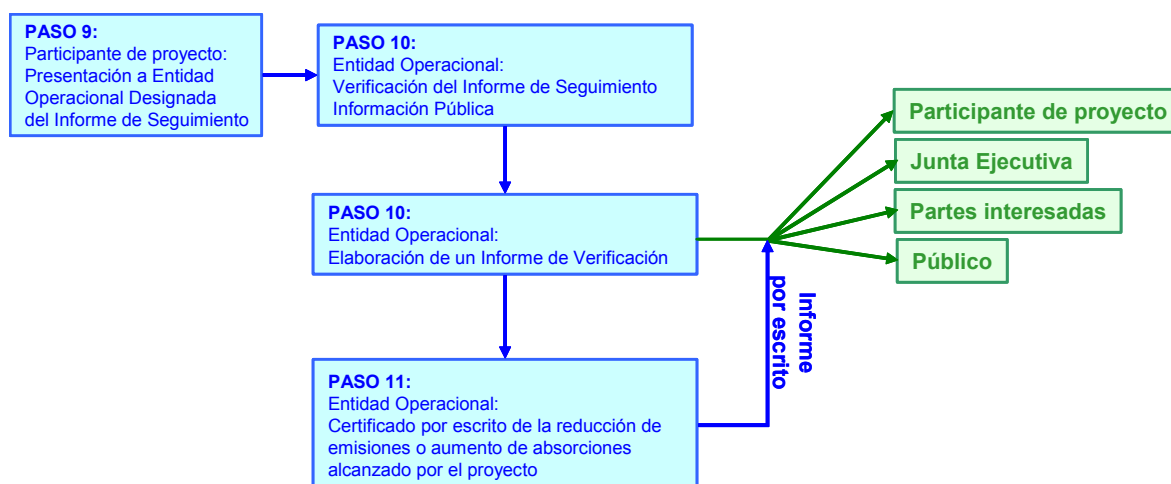 PASO 9:
Participante de proyecto:
Presentación a Entidad
Operacional Designada
del Informe de Seguimiento
PASO 10:
Entidad Operacional:
Verificación del Informe de Seguimiento
Información Pública
PASO 10:
Entidad Operacional:
Elaboración de un Informe de Verificación
PASO 11:
Entidad Operacional:
Certificado por escrito de la reducción de
emisiones o aumento de absorciones
alcanzado por el proyecto
Informe
por escrito
Participante de proyecto
Junta Ejecutiva
Partes interesadas
Público